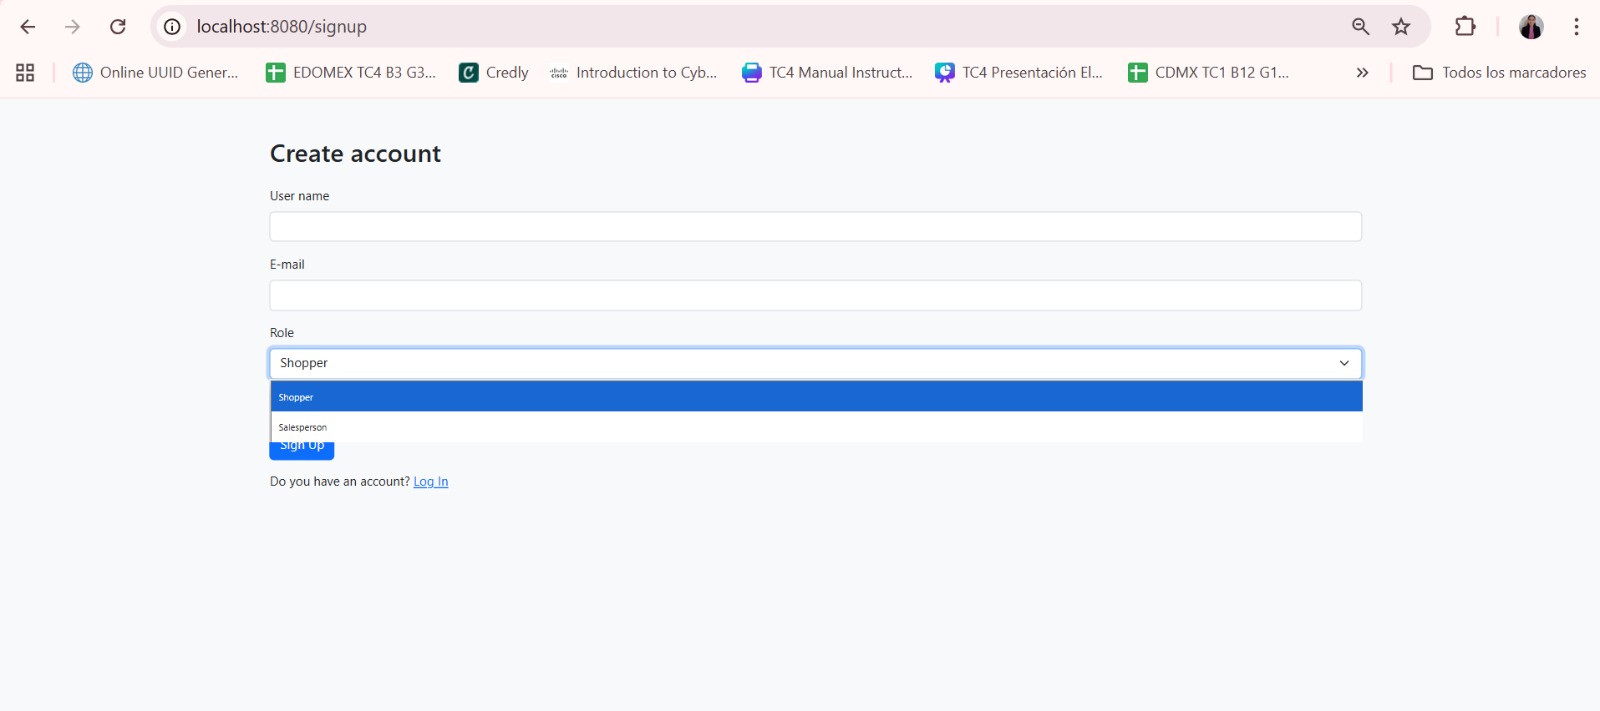 localhost:8080/signup
Online UUID Gener... EDOMEX TC4 B3 G3... Credly Introduction to Cyb... TC4 Manual Instruct... TC4 Presentación El... CDMX TC1 B12 G1... » Todos los marcadores
Create account
User name
E-mail
Role
Shopper
Shopper
Salesperson
Sign Up
Do you have an account? Log In